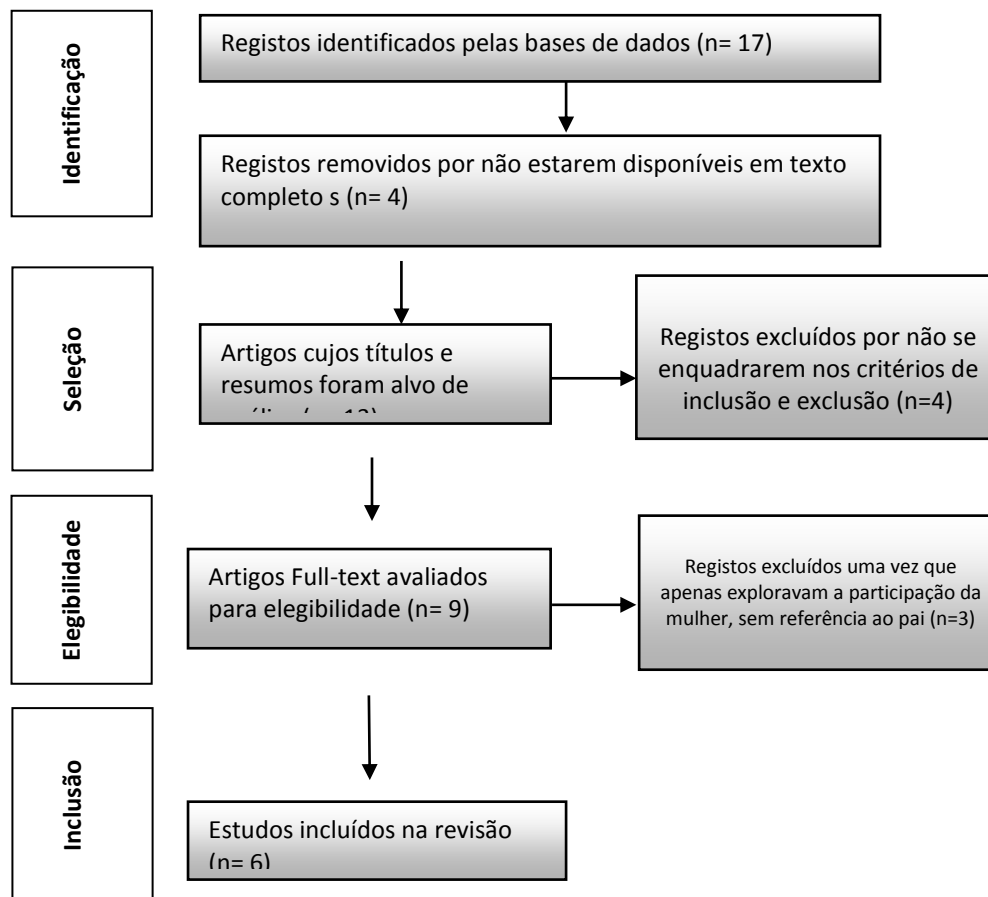 Identificação
Registos identificados pelas bases de dados (n= 17)
Registos removidos por não estarem disponíveis em texto
completo s (n= 4)
Seleção
Artigos cujos títulos e
resumos foram alvo de
Registos excluídos por não se
enquadrarem nos critérios de
inclusão e exclusão (n=4)
Elegibilidade
Artigos Full-text avaliados
para elegibilidade (n= 9)
Registos excluídos uma vez que
apenas exploravam a participação da
mulher, sem referência ao pai (n=3)
Inclusão
Estudos incluídos na revisão
(n= 6)